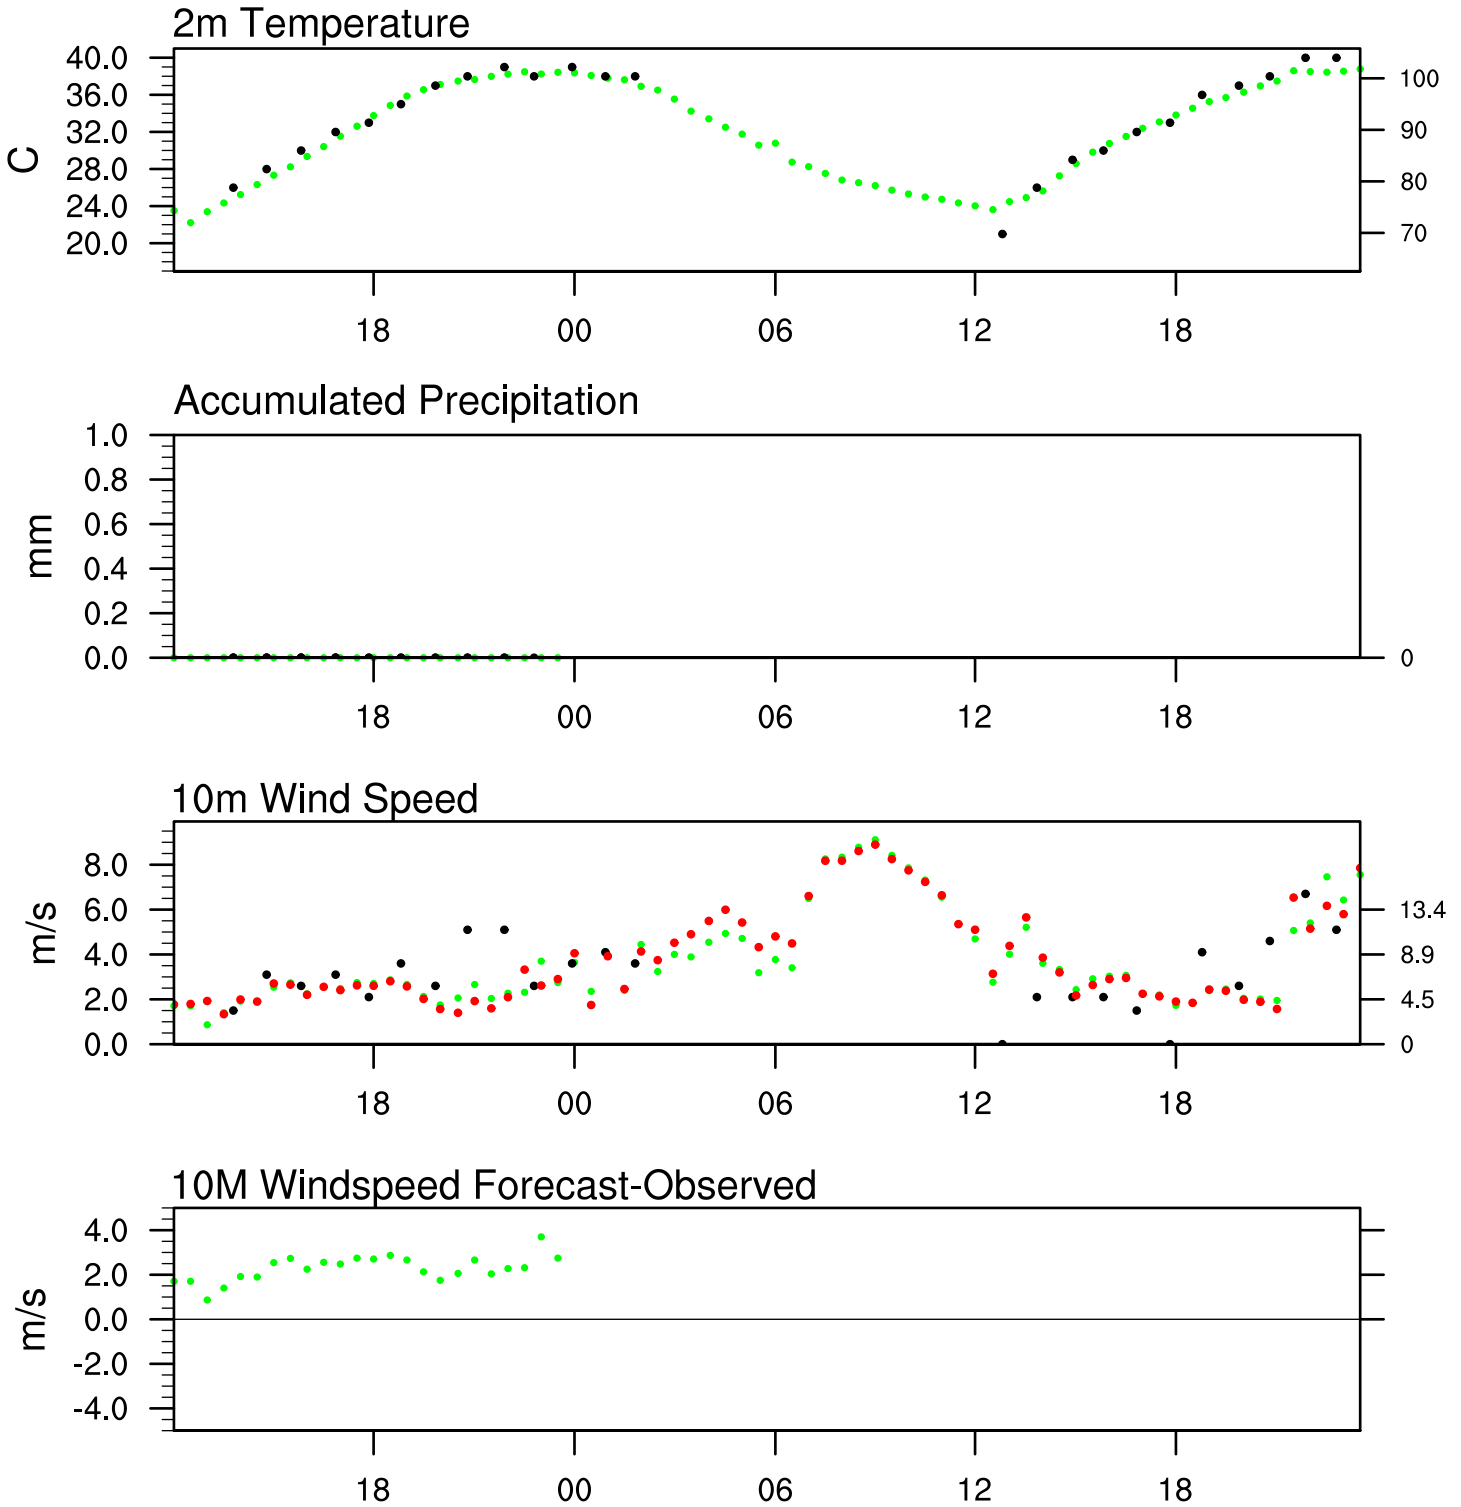 2m Temperature
40.0
36.0
32.0
28.0
24.0
20.0
C
100
90
80
70
18 00 06 12 18
Accumulated Precipitation
1.0
0.8
0.6
0.4
0.2
0.0
mm
0
18 00 06 12 18
10m Wind Speed
8.0
6.0
4.0
2.0
0.0
m/s
13.4
8.9
4.5
0
18 00 06 12 18
10M Windspeed Forecast-Observed
4.0
2.0
0.0
-2.0
-4.0
m/s
18 00 06 12 18